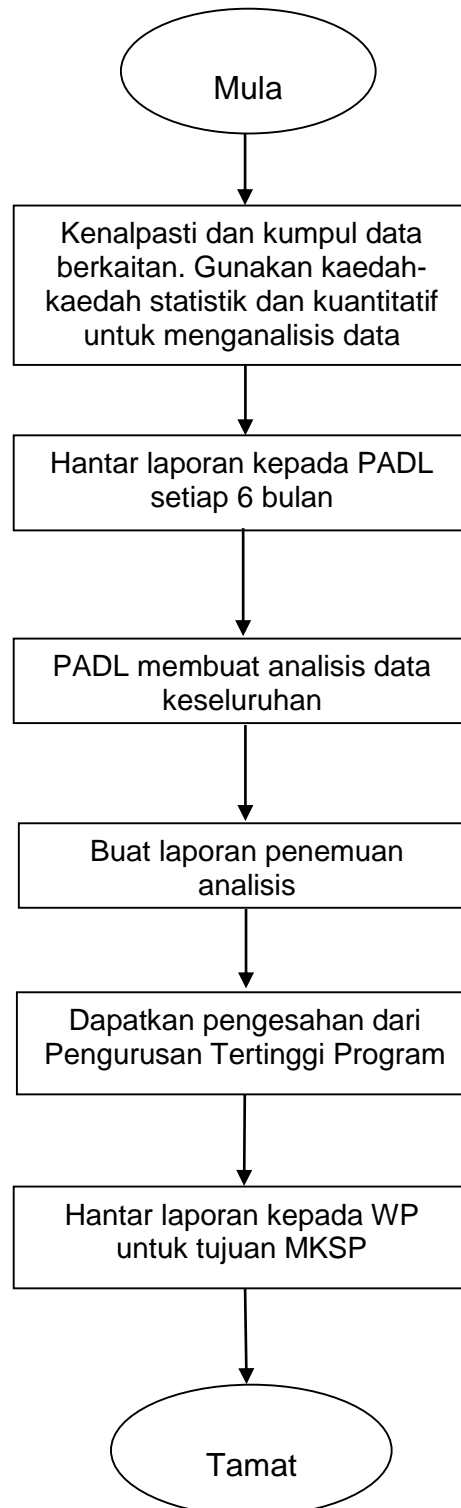 Mula
Kenalpasti dan kumpul data
berkaitan. Gunakan kaedah-
kaedah statistik dan kuantitatif
untuk menganalisis data
Hantar laporan kepada PADL
setiap 6 bulan
PADL membuat analisis data
keseluruhan
Buat laporan penemuan
analisis
Dapatkan pengesahan dari
Pengurusan Tertinggi Program
Hantar laporan kepada WP
untuk tujuan MKSP
Tamat